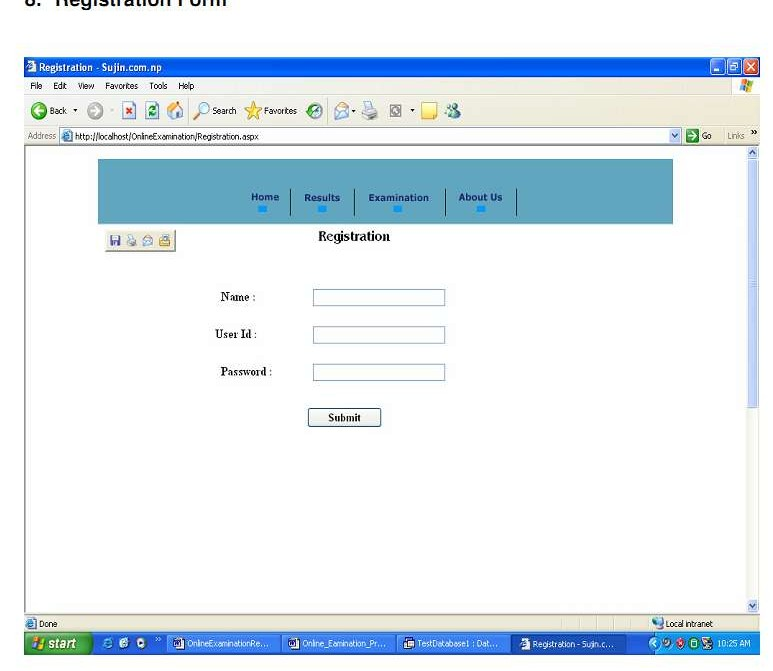 8. Registration Form
Registration - Sujin.com.np
File Edit View Favorites Tools Help
Back Search Favorites
Address http://localhost/OnlineExamination/Registration.aspx Go Links »
Home Results Examination About Us
Registration
Name :
User Id :
Password :
Submit
Done Local intranet
start » OnlineExaminationRe... Online_Eamination_Pr... TestDatabase1 : Dat... Registration - Sujin.c... 10:25 AM